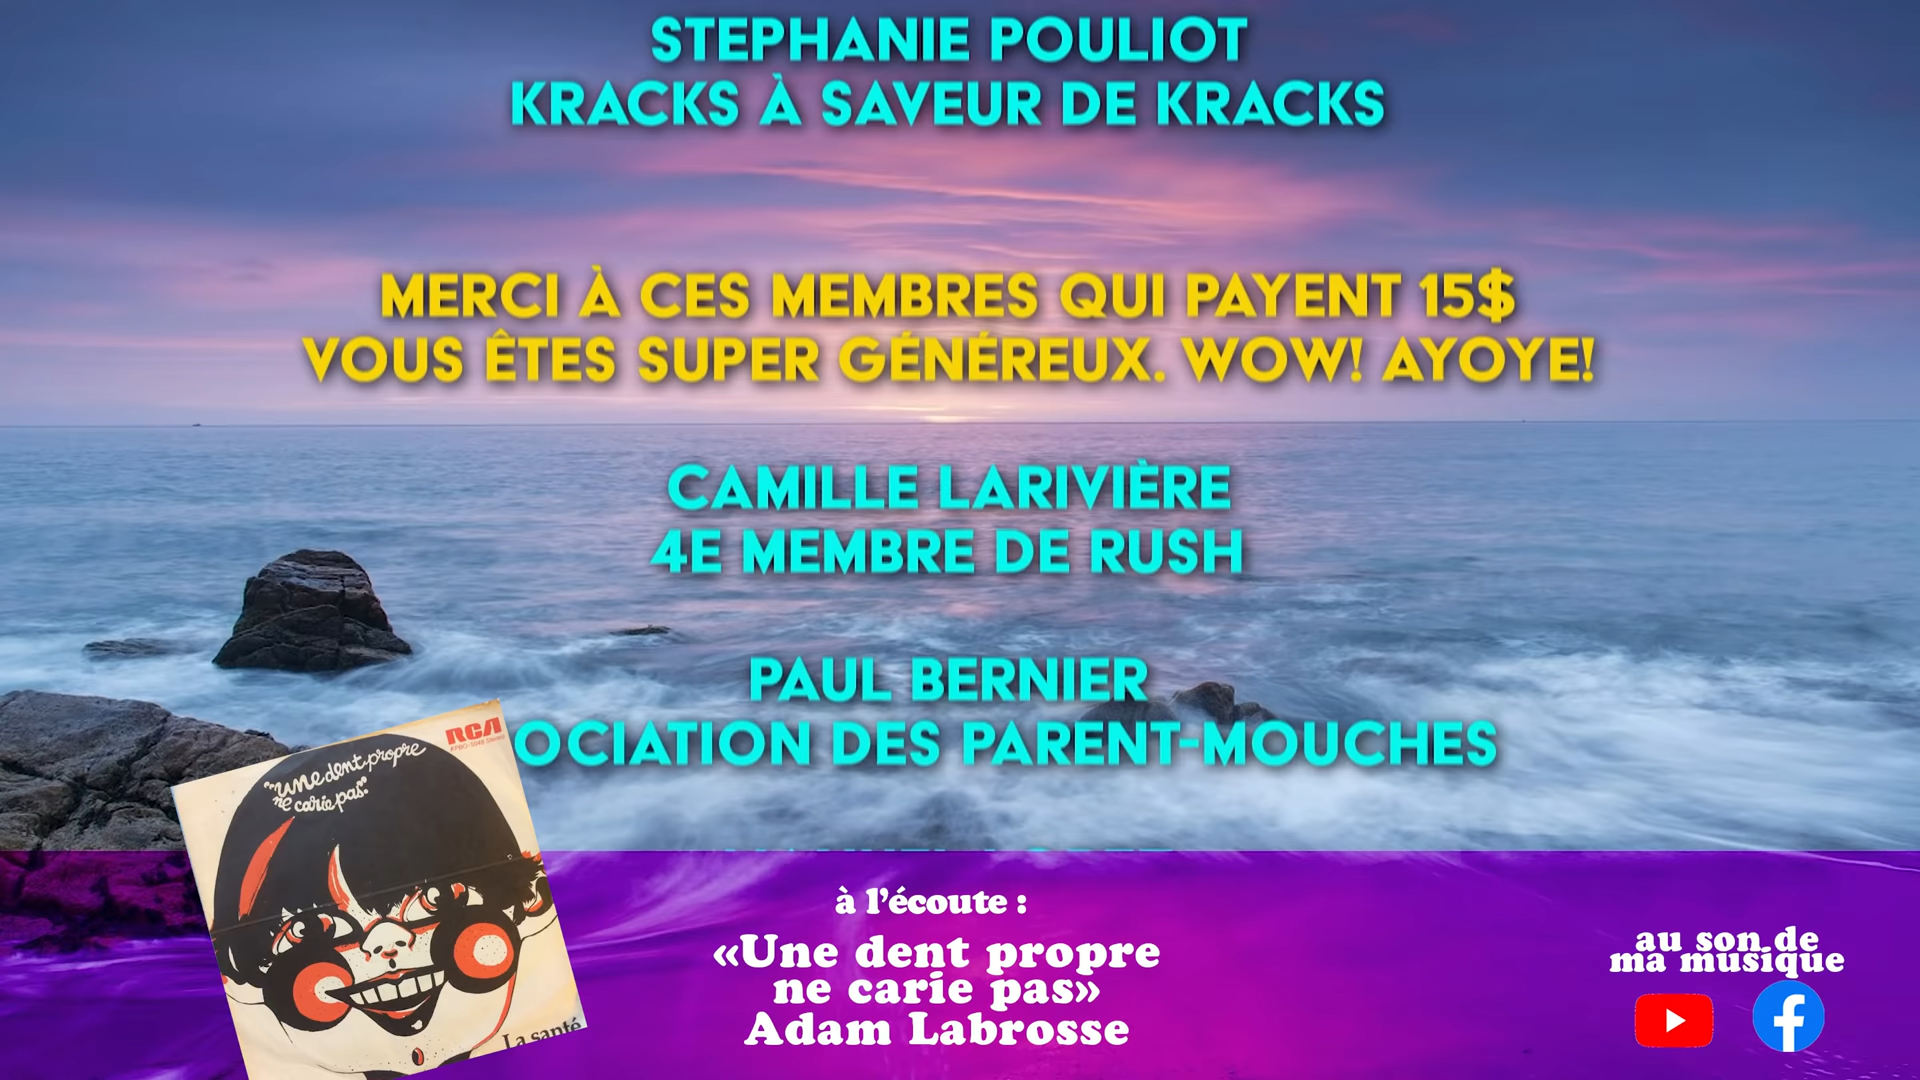 STEPHANIE POULIOT
KRACKS À SAVEUR DE KRACKS
MERCI À CES MEMBRES QUI PAYENT 15$
VOUS ÊTES SUPER GÉNÉREUX. WOW! AYOYE!
CAMILLE LARIVIÈRE
4E MEMBRE DE RUSH
PAUL BERNIER
OCIATION DES PARENT-MOUCHES
RCA
"une dent propre
ne carie pas"
La santé
à l'écoute :
«Une dent propre
ne carie pas»
Adam Labrosse
au son de
ma musique